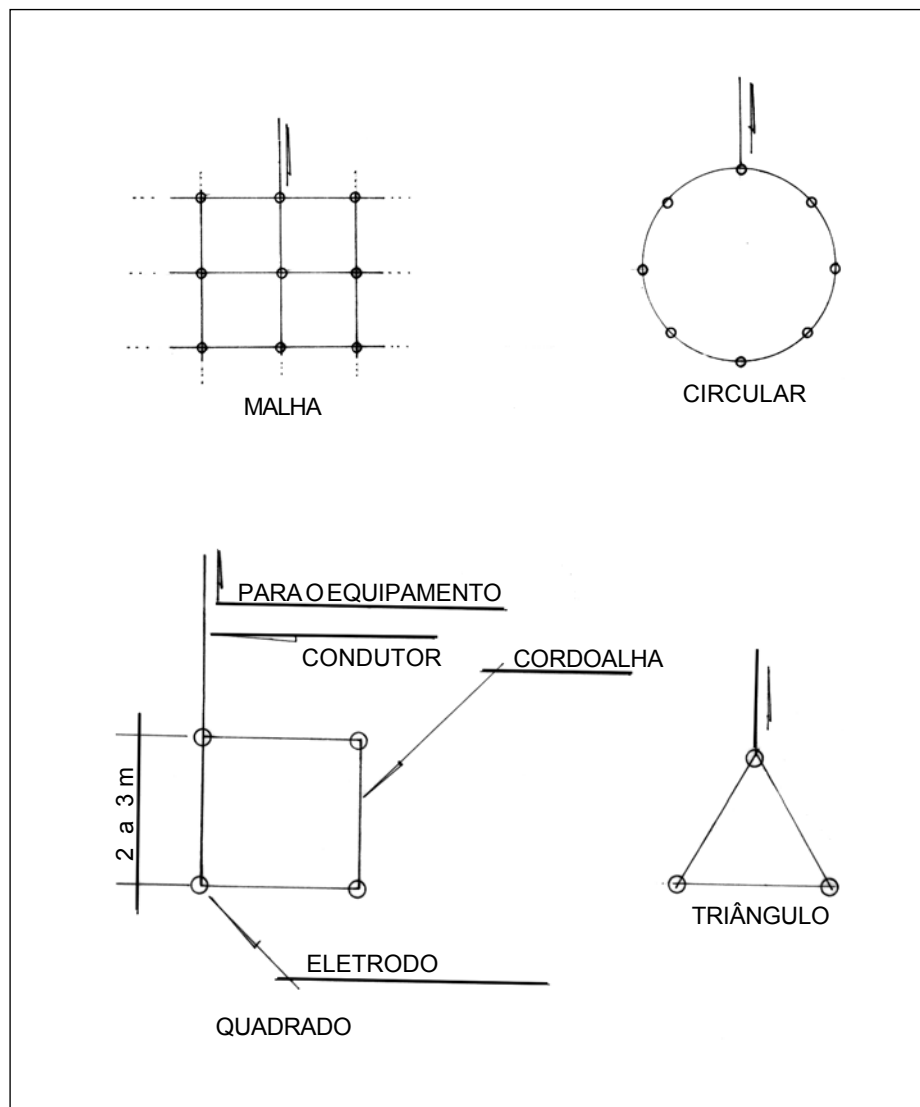 MALHA
CIRCULAR
PARA O EQUIPAMENTO
CONDUTOR
CORDOALHA
2 a 3 m
ELETRODO
QUADRADO
TRIÂNGULO